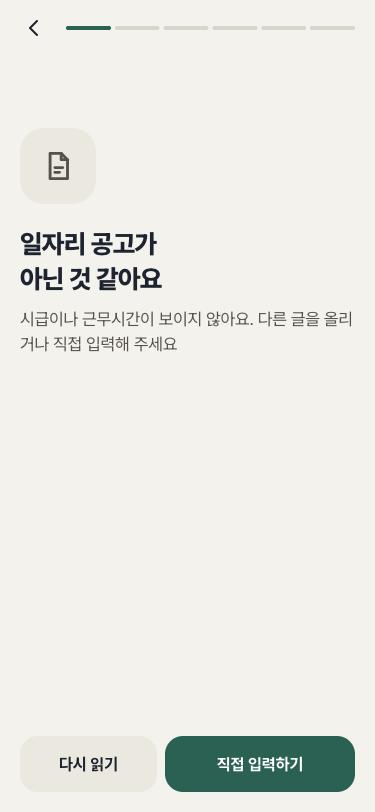 일자리 공고가
아닌 것 같아요
시급이나 근무시간이 보이지 않아요. 다른 글을 올리
거나 직접 입력해 주세요
다시 읽기
직접 입력하기